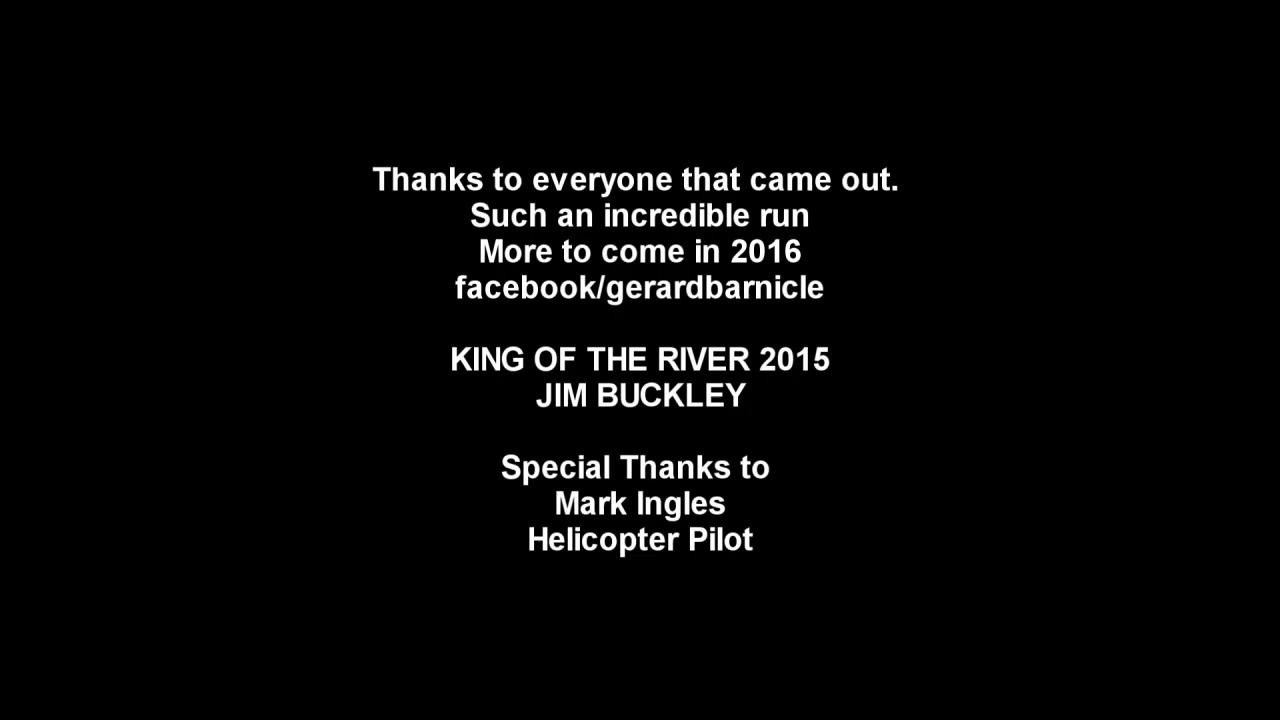 Thanks to everyone that came out.
Such an incredible run
More to come in 2016
facebook/gerardbarnicle
KING OF THE RIVER 2015
JIM BUCKLEY
Special Thanks to
Mark Ingles
Helicopter Pilot